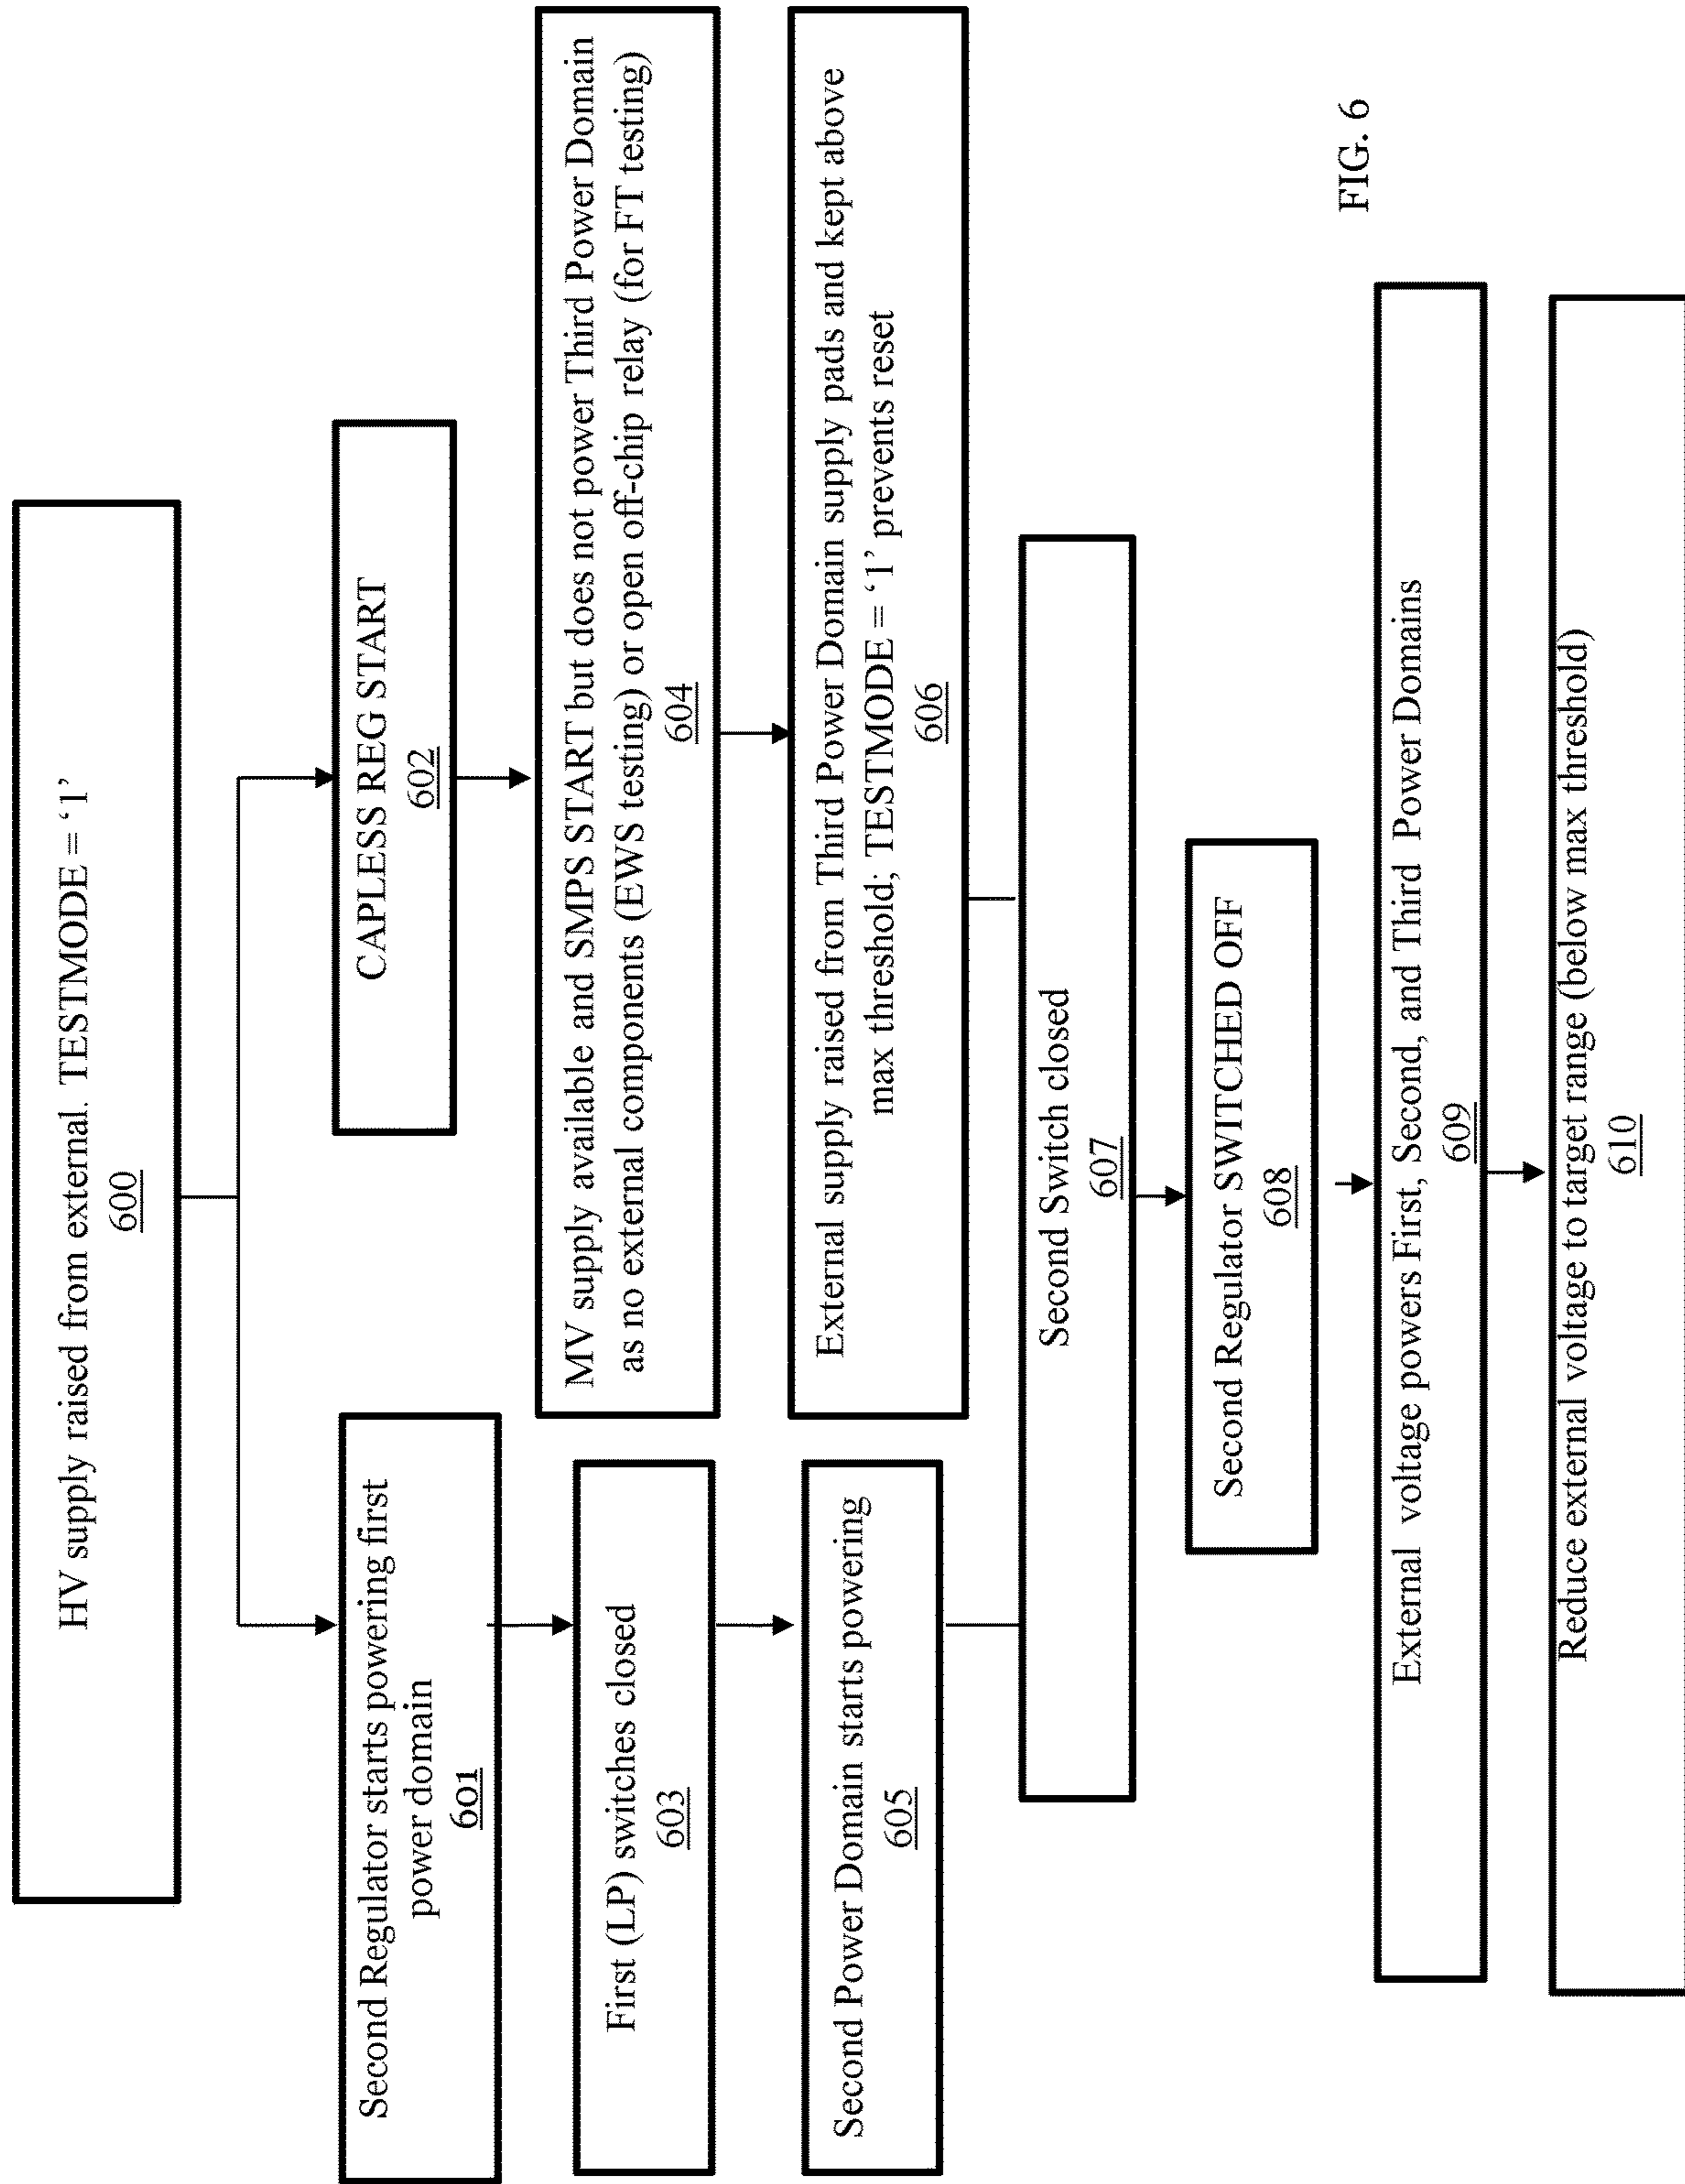 HV supply raised from external. TESTMODE = ‘1’
600
Second Regulator starts powering first
power domain
601
CAPLESS REG START
602
First (LP) switches closed
603
MV supply available and SMPS START but does not power Third Power Domain
as no external components (EWS testing) or open off-chip relay (for FT testing)
604
Second Power Domain starts powering
605
External supply raised from Third Power Domain supply pads and kept above
max threshold; TESTMODE = ‘1’ prevents reset
606
Second Switch closed
607
Second Regulator SWITCHED OFF
608
External voltage powers First, Second, and Third Power Domains
609
Reduce external voltage to target range (below max threshold)
610
FIG. 6